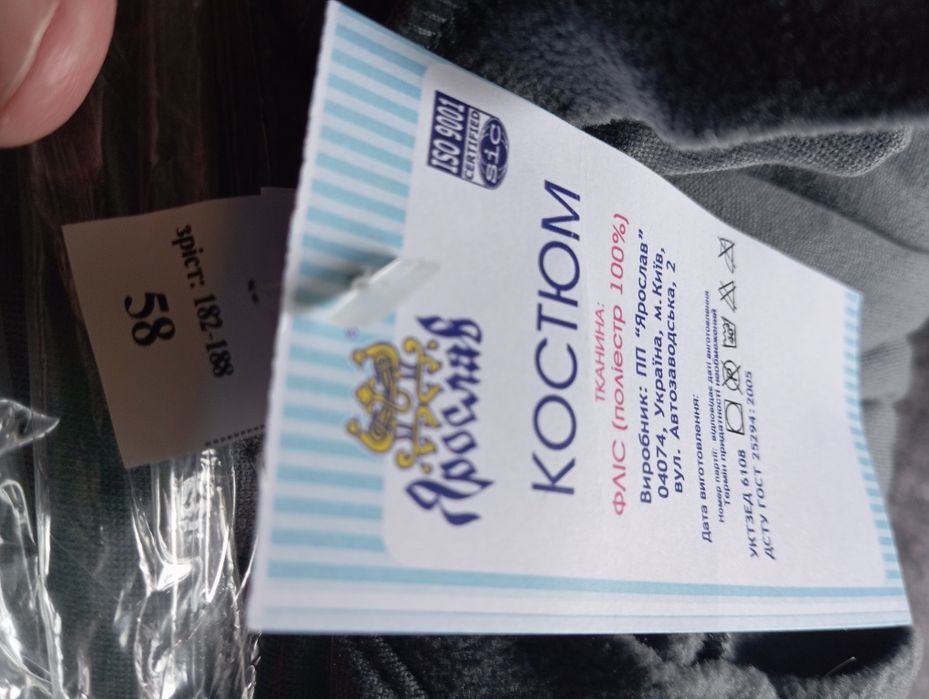 ISO 9001
CERTIFIED
sic
Ярослав
КОСТЮМ
ТКАНИНА:
ФЛІС (поліестр 100%)
Виробник: ПП "Ярослав"
04074, Україна, м.Київ,
вул. Автозаводська, 2
Дата виготовлення:
Номер партії: відповідає даті виготовлення
Термін придатності необмежений
УКТЗЕД 6108
ДСТУ ГОСТ 25294:2005
зріст: 182-188
58